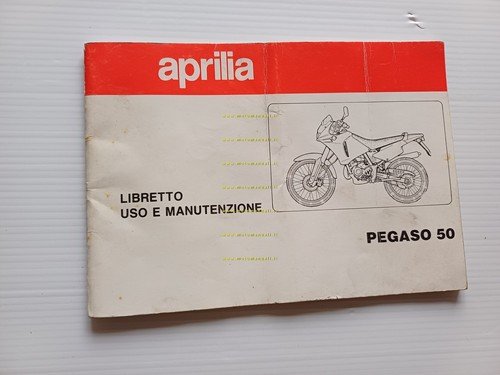 aprilia
LIBRETTO
USO E MANUTENZIONE
PEGASO 50